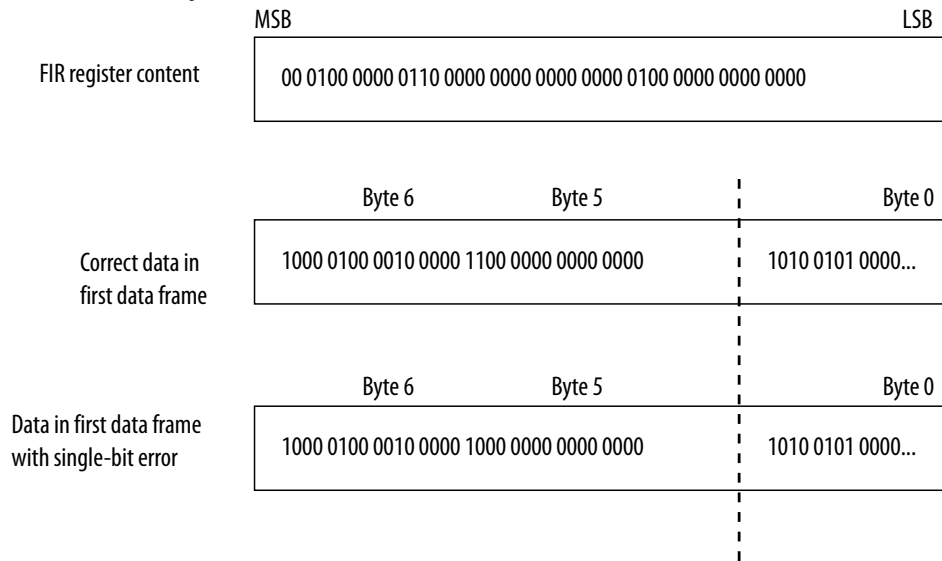 MSB LSB
FIR register content
00 0100 0000 0110 0000 0000 0000 0000 0100 0000 0000 0000
Byte 6 Byte 5 Byte 0
Correct data in
first data frame
1000 0100 0010 0000 1100 0000 0000 0000 1010 0101 0000...
Byte 6 Byte 5 Byte 0
Data in first data frame
with single-bit error
1000 0100 0010 0000 1000 0000 0000 0000 1010 0101 0000...